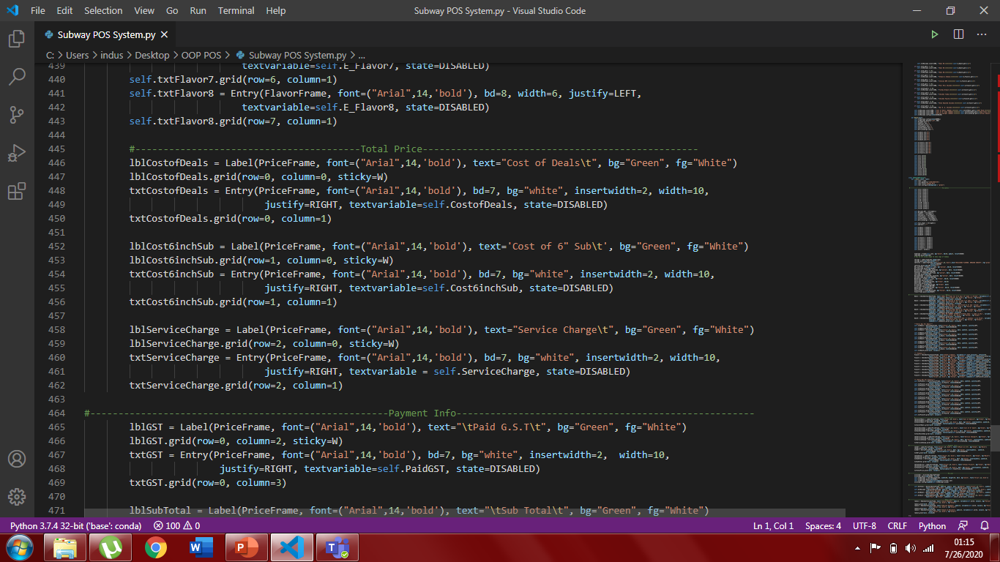 File Edit Selection View Go Run Terminal Help Subway POS System.py - Visual Studio Code
Subway POS System.py
C: > Users > indus > Desktop > OOP POS > Subway POS System.py > ...
439 textvariable=self.E_Flavor7, state=DISABLED)
440 self.txtFlavor7.grid(row=6, column=1)
441 self.txtFlavor8 = Entry(FlavorFrame, font=("Arial",14,'bold'), bd=8, width=6, justify=LEFT,
442 textvariable=self.E_Flavor8, state=DISABLED)
443 self.txtFlavor8.grid(row=7, column=1)
444
445 #----------------------------------------Total Price-------------------------------------------------
446 lblCostofDeals = Label(PriceFrame, font=("Arial",14,'bold'), text="Cost of Deals\t", bg="Green", fg="White")
447 lblCostofDeals.grid(row=0, column=0, sticky=W)
448 txtCostofDeals = Entry(PriceFrame, font=("Arial",14,'bold'), bd=7, bg="white", insertwidth=2, width=10,
449 justify=RIGHT, textvariable=self.CostofDeals, state=DISABLED)
450 txtCostofDeals.grid(row=0, column=1)
451
452 lblCost6inchSub = Label(PriceFrame, font=("Arial",14,'bold'), text='Cost of 6" Sub\t', bg="Green", fg="White")
453 lblCost6inchSub.grid(row=1, column=0, sticky=W)
454 txtCost6inchSub = Entry(PriceFrame, font=("Arial",14,'bold'), bd=7, bg="white", insertwidth=2, width=10,
455 justify=RIGHT, textvariable=self.Cost6inchSub, state=DISABLED)
456 txtCost6inchSub.grid(row=1, column=1)
457
458 lblServiceCharge = Label(PriceFrame, font=("Arial",14,'bold'), text="Service Charge\t", bg="Green", fg="White")
459 lblServiceCharge.grid(row=2, column=0, sticky=W)
460 txtServiceCharge = Entry(PriceFrame, font=("Arial",14,'bold'), bd=7, bg="white", insertwidth=2, width=10,
461 justify=RIGHT, textvariable = self.ServiceCharge, state=DISABLED)
462 txtServiceCharge.grid(row=2, column=1)
463
464 #-----------------------------------------------------Payment Info-----------------------------------------------------
465 lblGST = Label(PriceFrame, font=("Arial",14,'bold'), text="\tPaid G.S.T\t", bg="Green", fg="White")
466 lblGST.grid(row=0, column=2, sticky=W)
467 txtGST = Entry(PriceFrame, font=("Arial",14,'bold'), bd=7, bg="white", insertwidth=2,  width=10,
468 justify=RIGHT, textvariable=self.PaidGST, state=DISABLED)
469 txtGST.grid(row=0, column=3)
470
471 lblSubTotal = Label(PriceFrame, font=("Arial",14,'bold'), text="\tSub Total\t", bg="Green", fg="White")
Python 3.7.4 32-bit ('base': conda) 100 0 Ln 1, Col 1 Spaces: 4 UTF-8 CRLF Python
01:15
7/26/2020